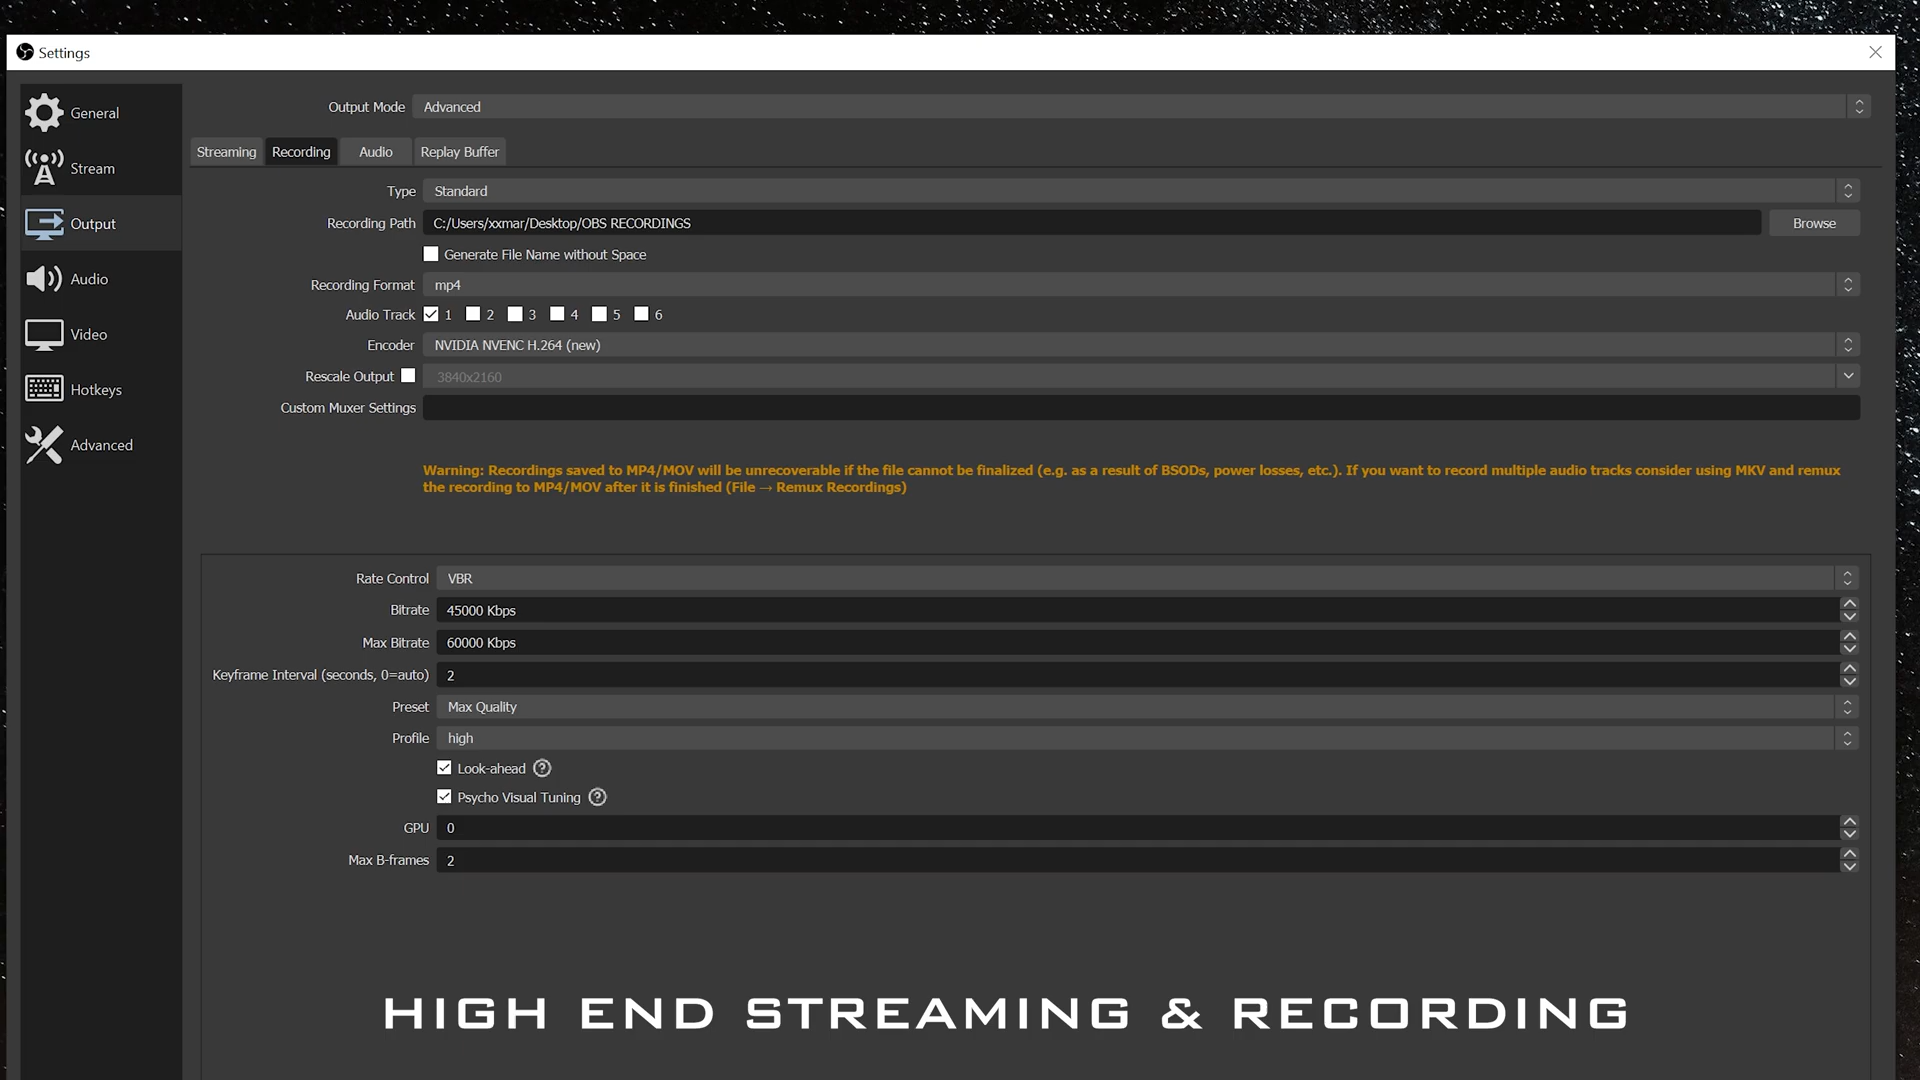 Settings
General
Stream
Output
Audio
Video
Hotkeys
Advanced
Output Mode Advanced
Streaming Recording Audio Replay Buffer
Type Standard
Recording Path C:/Users/xxmar/Desktop/OBS RECORDINGS Browse
Generate File Name without Space
Recording Format mp4
Audio Track 1 2 3 4 5 6
Encoder NVIDIA NVENC H.264 (new)
Rescale Output 3840x2160
Custom Muxer Settings
Warning: Recordings saved to MP4/MOV will be unrecoverable if the file cannot be finalized (e.g. as a result of BSODs, power losses, etc.). If you want to record multiple audio tracks consider using MKV and remux
the recording to MP4/MOV after it is finished (File → Remux Recordings)
Rate Control VBR
Bitrate 45000 Kbps
Max Bitrate 60000 Kbps
Keyframe Interval (seconds, 0=auto) 2
Preset Max Quality
Profile high
Look-ahead ?
Psycho Visual Tuning ?
GPU 0
Max B-frames 2
HIGH END STREAMING & RECORDING